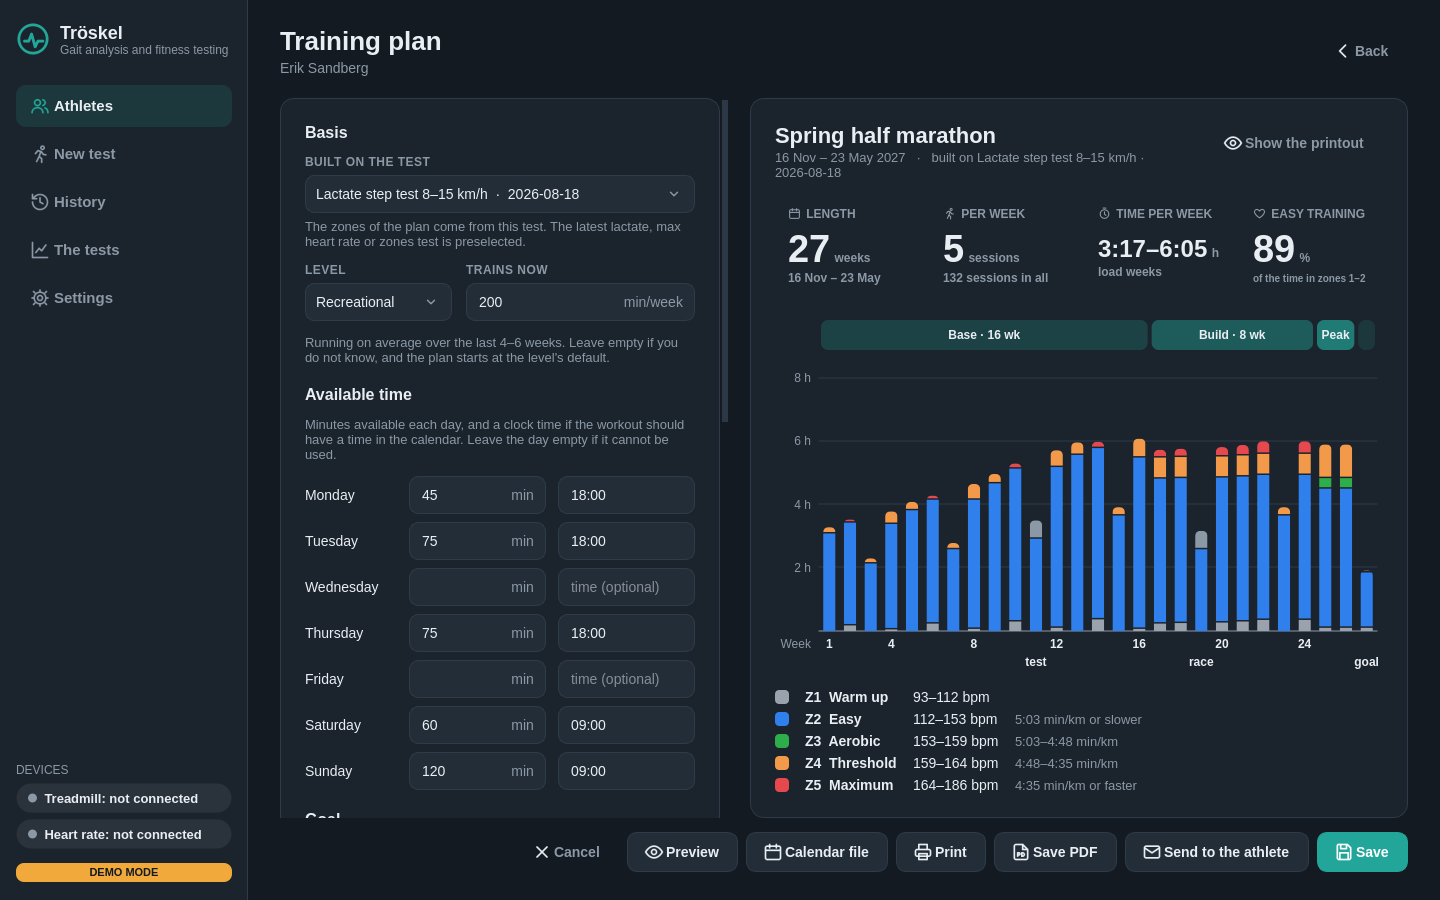 Tröskel
Gait analysis and fitness testing
Athletes
New test
History
The tests
Settings
DEVICES
Treadmill: not connected
Heart rate: not connected
DEMO MODE
Training plan
Erik Sandberg
Back
Basis
BUILT ON THE TEST
Lactate step test 8–15 km/h · 2026-08-18
The zones of the plan come from this test. The latest lactate, max
heart rate or zones test is preselected.
LEVEL TRAINS NOW
Recreational 200 min/week
Running on average over the last 4–6 weeks. Leave empty if you
do not know, and the plan starts at the level's default.
Available time
Minutes available each day, and a clock time if the workout should
have a time in the calendar. Leave the day empty if it cannot be
used.
Monday 45 min 18:00
Tuesday 75 min 18:00
Wednesday min time (optional)
Thursday 75 min 18:00
Friday min time (optional)
Saturday 60 min 09:00
Sunday 120 min 09:00
Goal
Spring half marathon
Show the printout
16 Nov – 23 May 2027 · built on Lactate step test 8–15 km/h ·
2026-08-18
LENGTH PER WEEK TIME PER WEEK EASY TRAINING
27 weeks 5 sessions 3:17–6:05 h 89 %
16 Nov – 23 May 132 sessions in all load weeks of the time in zones 1–2
Base · 16 wk Build · 8 wk Peak
8 h
6 h
4 h
2 h
Week 1 4 8 12 16 20 24
test race goal
Z1 Warm up 93–112 bpm
Z2 Easy 112–153 bpm 5:03 min/km or slower
Z3 Aerobic 153–159 bpm 5:03–4:48 min/km
Z4 Threshold 159–164 bpm 4:48–4:35 min/km
Z5 Maximum 164–186 bpm 4:35 min/km or faster
Cancel Preview Calendar file Print Save PDF Send to the athlete Save